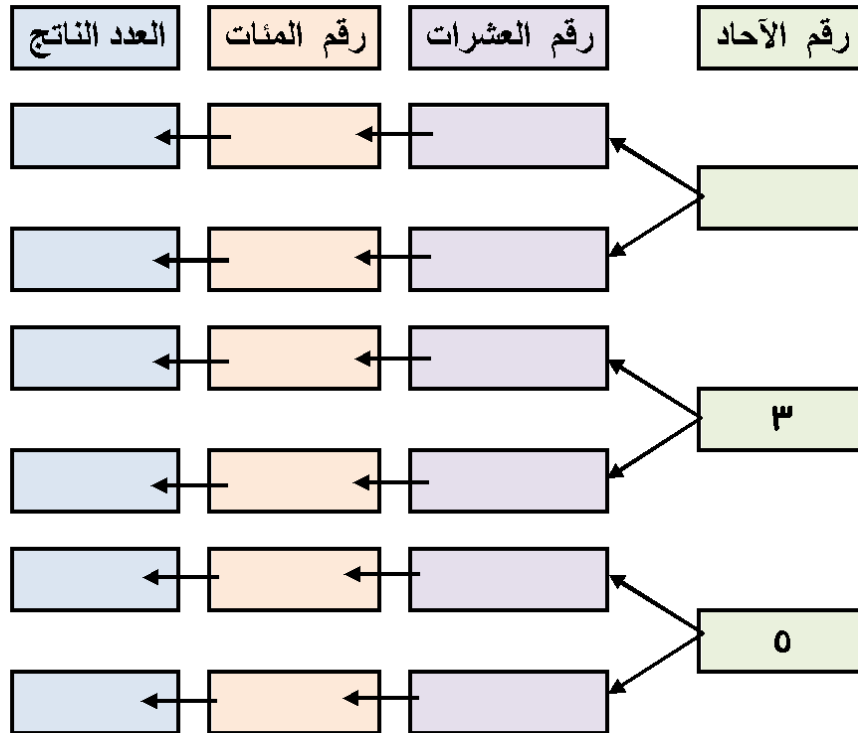 رقم الآحاد
رقم العشرات
رقم المئات
العدد الناتج
٣
٥